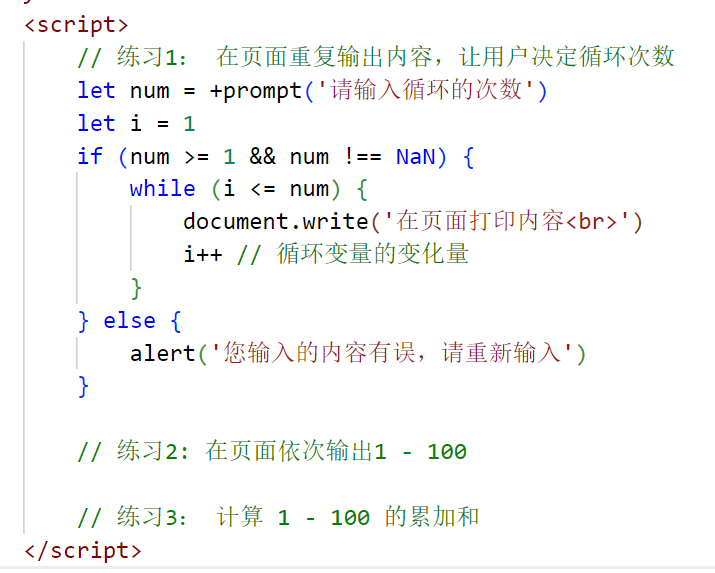 <script>
// 练习1： 在页面重复输出内容，让用户决定循环次数
let num = +prompt('请输入循环的次数')
let i = 1
if (num >= 1 && num !== NaN) {
while (i <= num) {
document.write('在页面打印内容<br>')
i++ // 循环变量的变化量
}
} else {
alert('您输入的内容有误，请重新输入')
}
// 练习2: 在页面依次输出1 - 100
// 练习3： 计算 1 - 100 的累加和
</script>